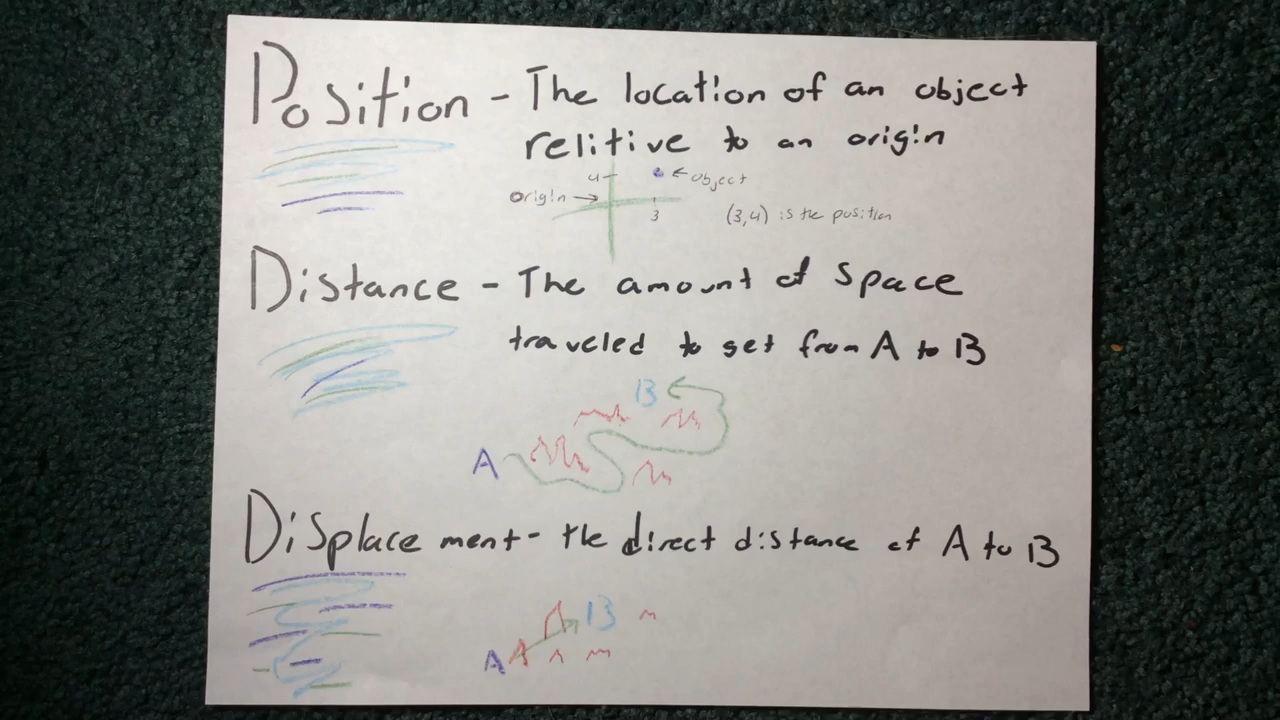 Position - The location of an object
relitive to an origin
4
← object
Origin →
3
(3,4) is the position
Distance - The amount of space
traveled to get from A to B
B
A
Displacement - the direct distance of A to B
B
A